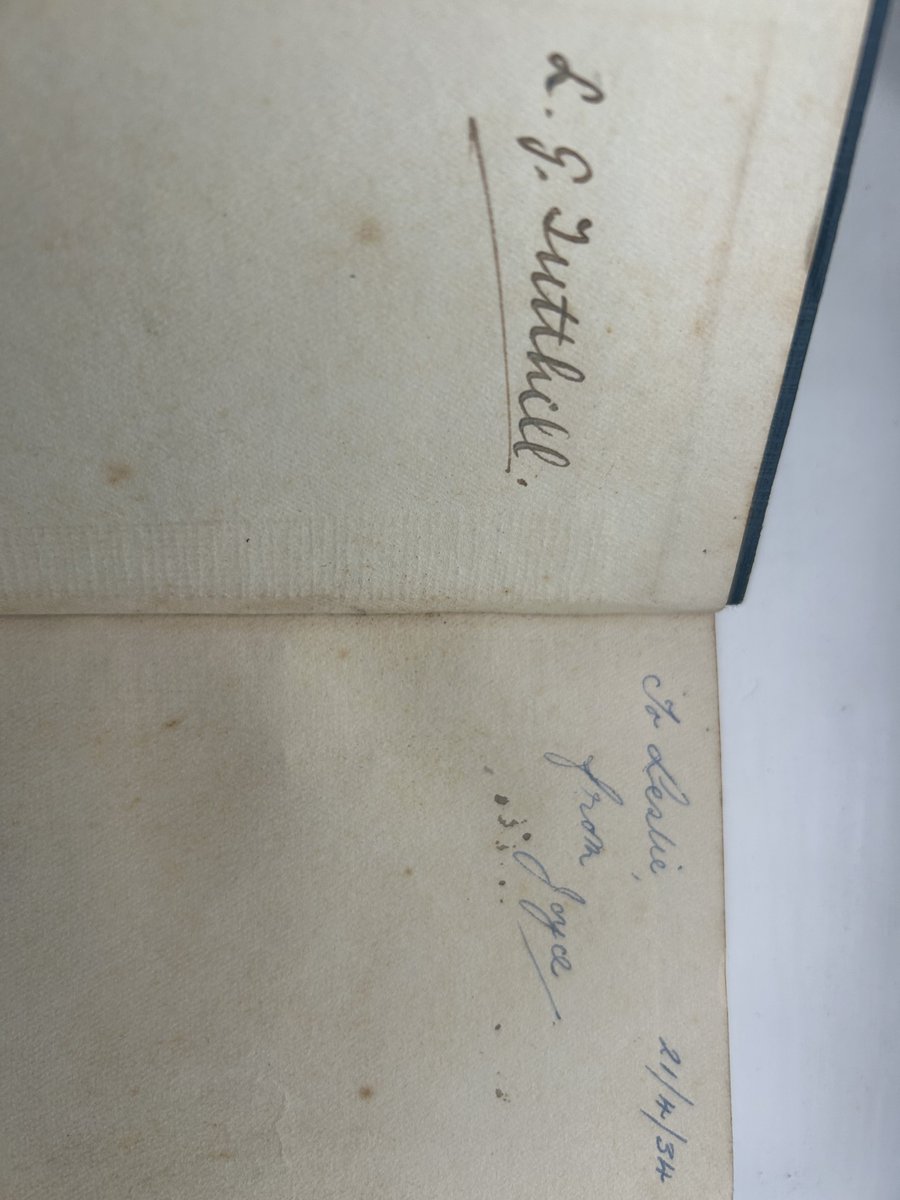 L. G. Tutthill.
To Leslie, 21/4/34
from
Joyce.